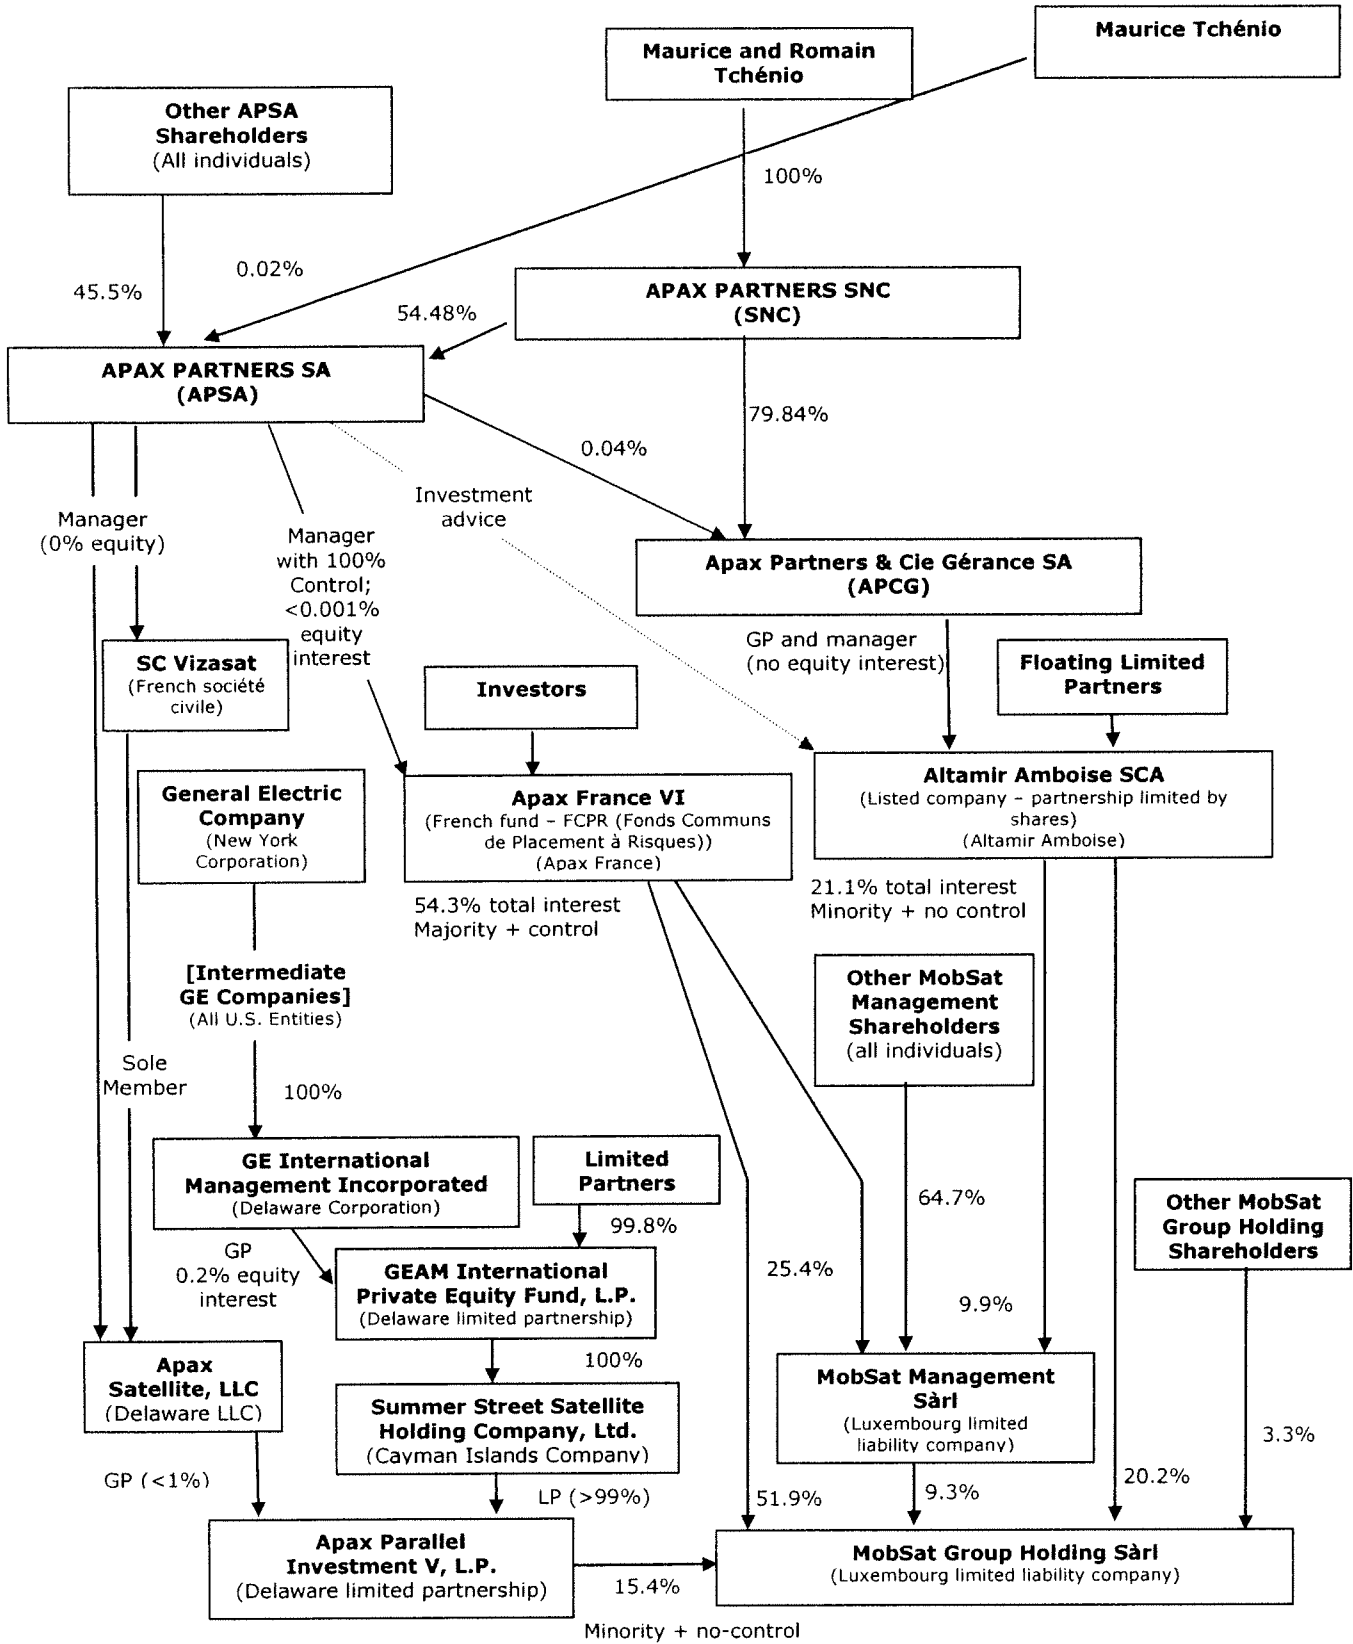 Maurice Tchénio
Maurice and Romain
Tchénio
Other APSA
Shareholders
(All individuals)
100%
0.02%
45.5%
54.48%
APAX PARTNERS SNC
(SNC)
APAX PARTNERS SA
(APSA)
79.84%
0.04%
Investment
advice
Manager
(0% equity)
Manager
with 100%
Control;
<0.001%
equity
interest
Apax Partners & Cie Gérance SA
(APCG)
GP and manager
(no equity interest)
SC Vizasat
(French société
civile)
Investors
Floating Limited
Partners
General Electric
Company
(New York
Corporation)
Apax France VI
(French fund – FCPR (Fonds Communs
de Placement à Risques))
(Apax France)
Altamir Amboise SCA
(Listed company – partnership limited by
shares)
(Altamir Amboise)
54.3% total interest
Majority + control
21.1% total interest
Minority + no control
[Intermediate
GE Companies]
(All U.S. Entities)
Other MobSat
Management
Shareholders
(all individuals)
Sole
Member
100%
GE International
Management Incorporated
(Delaware Corporation)
Limited
Partners
99.8%
64.7%
Other MobSat
Group Holding
Shareholders
GP
0.2% equity
interest
GEAM International
Private Equity Fund, L.P.
(Delaware limited partnership)
25.4%
9.9%
Apax
Satellite, LLC
(Delaware LLC)
100%
Summer Street Satellite
Holding Company, Ltd.
(Cayman Islands Company)
MobSat Management
Sàrl
(Luxembourg limited
liability company)
3.3%
GP (<1%)
LP (>99%)
51.9%
9.3%
20.2%
Apax Parallel
Investment V, L.P.
(Delaware limited partnership)
15.4%
Minority + no-control
MobSat Group Holding Sàrl
(Luxembourg limited liability company)